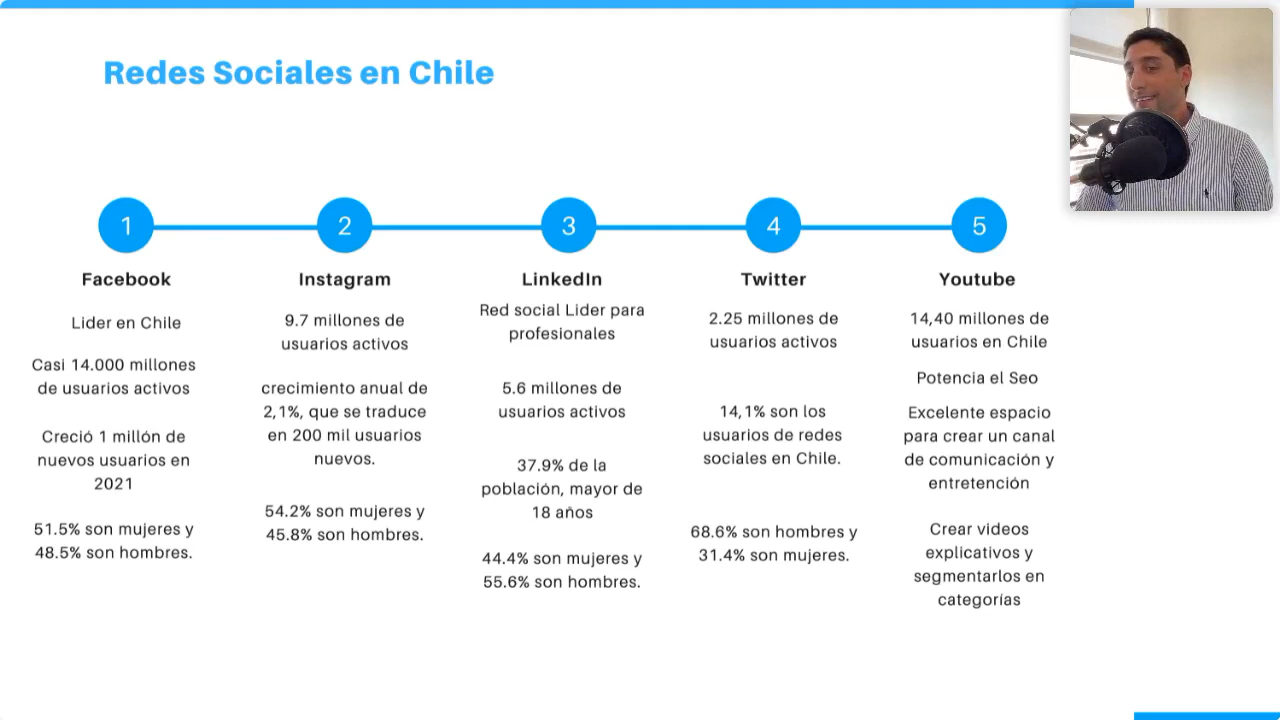 Redes Sociales en Chile
1
Facebook
Lider en Chile
Casi 14.000 millones
de usuarios activos
Creció 1 millón de
nuevos usuarios en
2021
51.5% son mujeres y
48.5% son hombres.
2
Instagram
9.7 millones de
usuarios activos
crecimiento anual de
2,1%, que se traduce
en 200 mil usuarios
nuevos.
54.2% son mujeres y
45.8% son hombres.
3
LinkedIn
Red social Lider para
profesionales
5.6 millones de
usuarios activos
37.9% de la
población, mayor de
18 años
44.4% son mujeres y
55.6% son hombres.
4
Twitter
2.25 millones de
usuarios activos
14,1% son los
usuarios de redes
sociales en Chile.
68.6% son hombres y
31.4% son mujeres.
5
Youtube
14,40 millones de
usuarios en Chile
Potencia el Seo
Excelente espacio
para crear un canal
de comunicación y
entretención
Crear videos
explicativos y
segmentarlos en
categorías